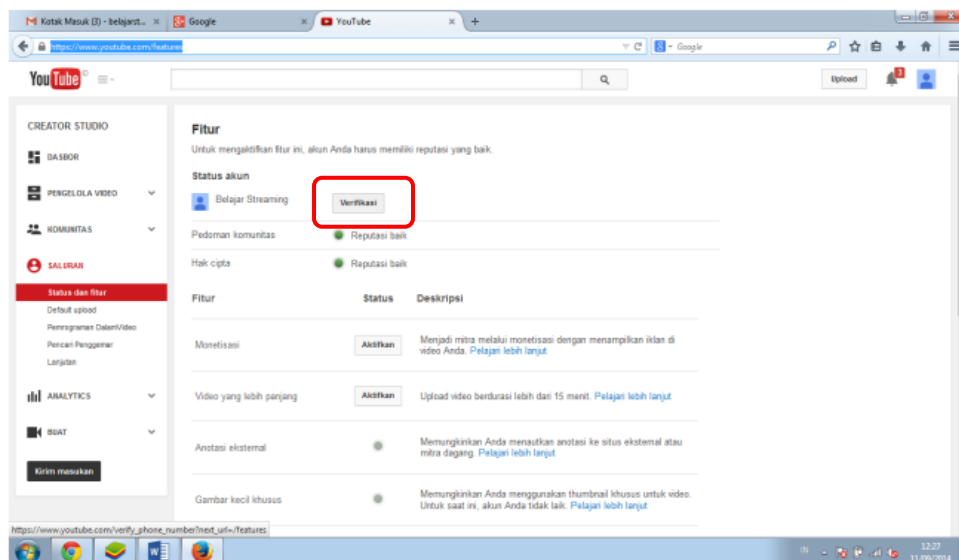 Kotak Masuk (3) - belajarst...
Google
YouTube
https://www.youtube.com/features
Google
YouTube ID
Upload
3
CREATOR STUDIO
DASBOR
PENGELOLA VIDEO
KOMUNITAS
SALURAN
Status dan fitur
Default upload
Pemrograman DalamVideo
Pencari Penggemar
Lanjutan
ANALYTICS
BUAT
Kirim masukan
Fitur
Untuk mengaktifkan fitur ini, akun Anda harus memiliki reputasi yang baik.
Status akun
Belajar Streaming
Verifikasi
Pedoman komunitas
Reputasi baik
Hak cipta
Reputasi baik
Fitur Status Deskripsi
Monetisasi
Aktifkan
Menjadi mitra melalui monetisasi dengan menampilkan iklan di
video Anda. Pelajari lebih lanjut
Video yang lebih panjang
Aktifkan
Upload video berdurasi lebih dari 15 menit. Pelajari lebih lanjut
Anotasi eksternal
Memungkinkan Anda menautkan anotasi ke situs eksternal atau
mitra dagang. Pelajari lebih lanjut
Gambar kecil khusus
Memungkinkan Anda menggunakan thumbnail khusus untuk video.
Untuk saat ini, akun Anda tidak laik. Pelajari lebih lanjut
https://www.youtube.com/verify_phone_number?next_url=/features
IN
12:27
11/09/2014